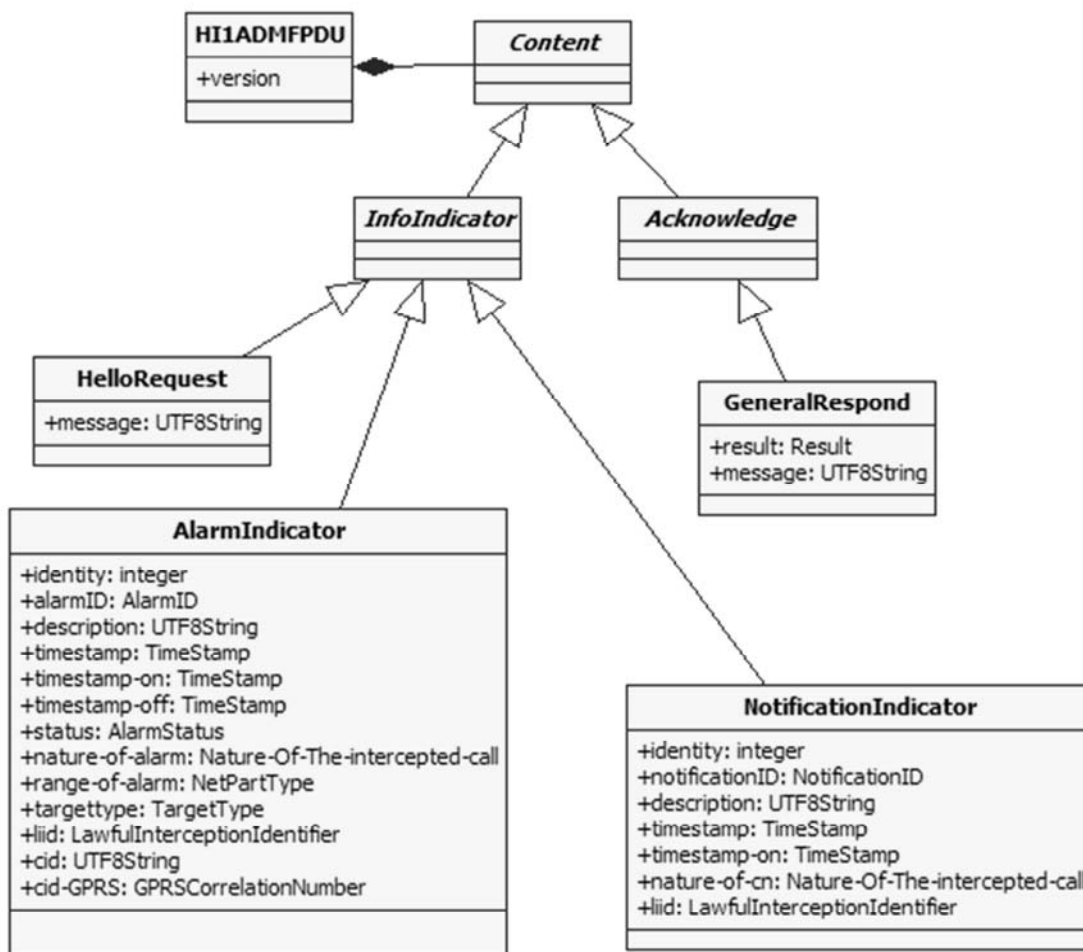 HI1ADMFPDU
+version
Content
InfoIndicator
Acknowledge
HelloRequest
+message: UTF8String
GeneralRespond
+result: Result
+message: UTF8String
AlarmIndicator
+identity: integer
+alarmID: AlarmID
+description: UTF8String
+timestamp: TimeStamp
+timestamp-on: TimeStamp
+timestamp-off: TimeStamp
+status: AlarmStatus
+nature-of-alarm: Nature-Of-The-intercepted-call
+range-of-alarm: NetPartType
+targettype: TargetType
+liid: LawfulInterceptionIdentifier
+cid: UTF8String
+cid-GPRS: GPRSCorrelationNumber
NotificationIndicator
+identity: integer
+notificationID: NotificationID
+description: UTF8String
+timestamp: TimeStamp
+timestamp-on: TimeStamp
+nature-of-cn: Nature-Of-The-intercepted-call
+liid: LawfulInterceptionIdentifier